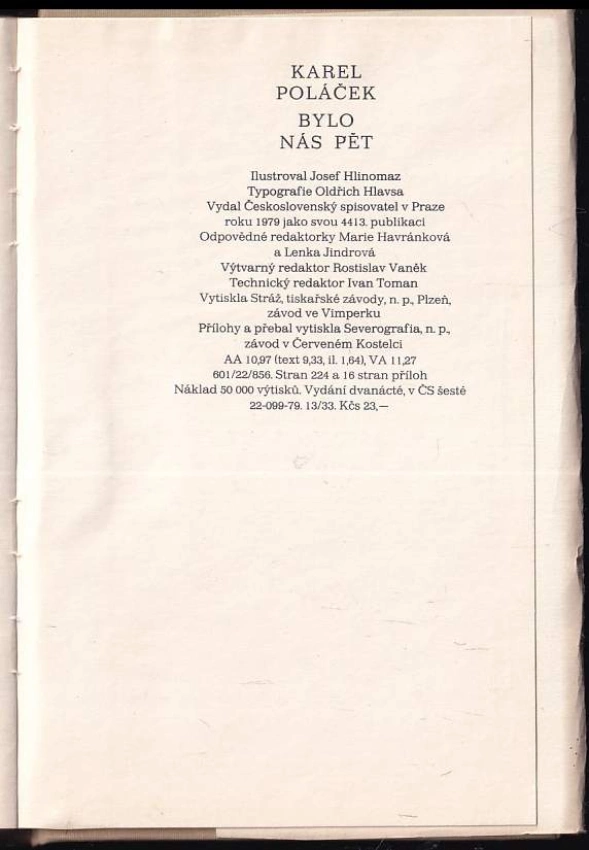 KAREL
POLÁČEK
BYLO
NÁS PĚT
Ilustroval Josef Hlinomaz
Typografie Oldřich Hlavsa
Vydal Československý spisovatel v Praze
roku 1979 jako svou 4413. publikaci
Odpovědné redaktorky Marie Havránková
a Lenka Jindrová
Výtvarný redaktor Rostislav Vaněk
Technický redaktor Ivan Toman
Vytiskla Stráž, tiskařské závody, n. p., Plzeň,
závod ve Vimperku
Přílohy a přebal vytiskla Severografia, n. p.,
závod v Červeném Kostelci
AA 10,97 (text 9,33, il. 1,64), VA 11,27
601/22/856. Stran 224 a 16 stran příloh
Náklad 50 000 výtisků. Vydání dvanácté, v ČS šesté
22-099-79. 13/33. Kčs 23,—